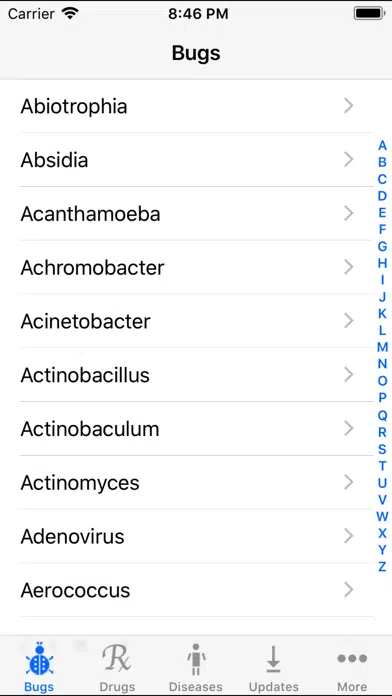 Carrier 8:46 PM
Bugs
Abiotrophia
Absidia
Acanthamoeba
Achromobacter
Acinetobacter
Actinobacillus
Actinobaculum
Actinomyces
Adenovirus
Aerococcus
A
B
C
D
E
F
G
H
I
J
K
L
M
N
O
P
Q
R
S
T
U
V
W
X
Y
Z
Rx
Bugs Drugs Diseases Updates More